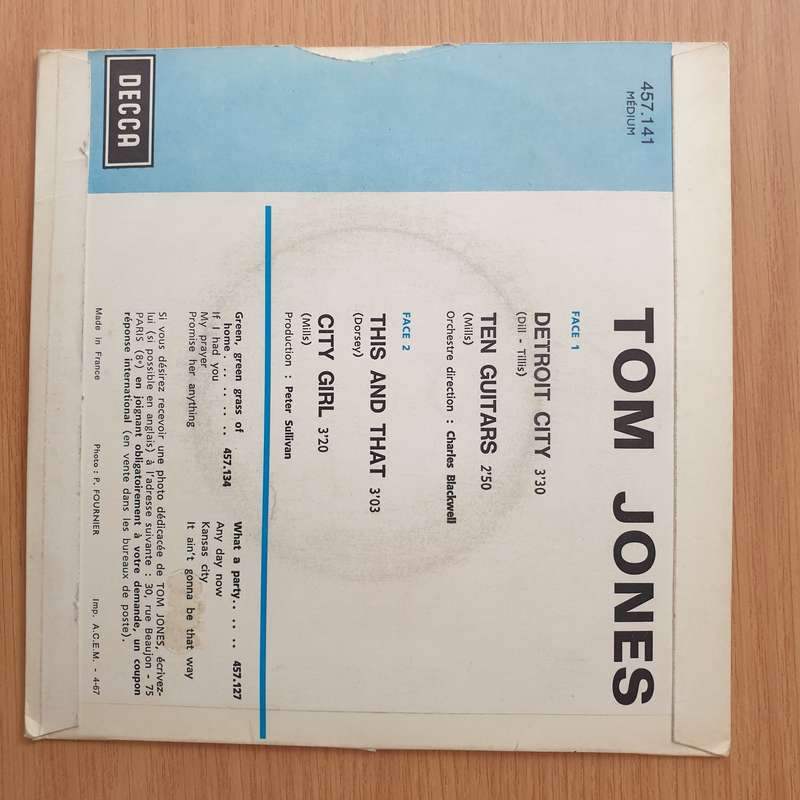 457.141
MÉDIUM
DECCA
TOM JONES
FACE 1
DETROIT CITY 3'30
(Dill - Tillis)
TEN GUITARS 2'50
(Mills)
Orchestre direction : Charles Blackwell
FACE 2
THIS AND THAT 3'03
(Dorsey)
CITY GIRL 3'20
(Mills)
Production : Peter Sullivan
Green, green grass of
home. . . . . . 457.134
If I had you
My prayer
Promise her anything
What a party. . . . . 457.127
Any day now
Kansas city
It ain't gonna be that way
Si vous désirez recevoir une photo dédicacée de TOM JONES, écrivez-
lui (si possible en anglais) à l'adresse suivante : 30, rue Beaujon - 75
PARIS (8e) en joignant obligatoirement à votre demande, un coupon
réponse international (en vente dans les bureaux de poste).
Made in France Photo : P. FOURNIER Imp. A.C.E.M. - 4-67